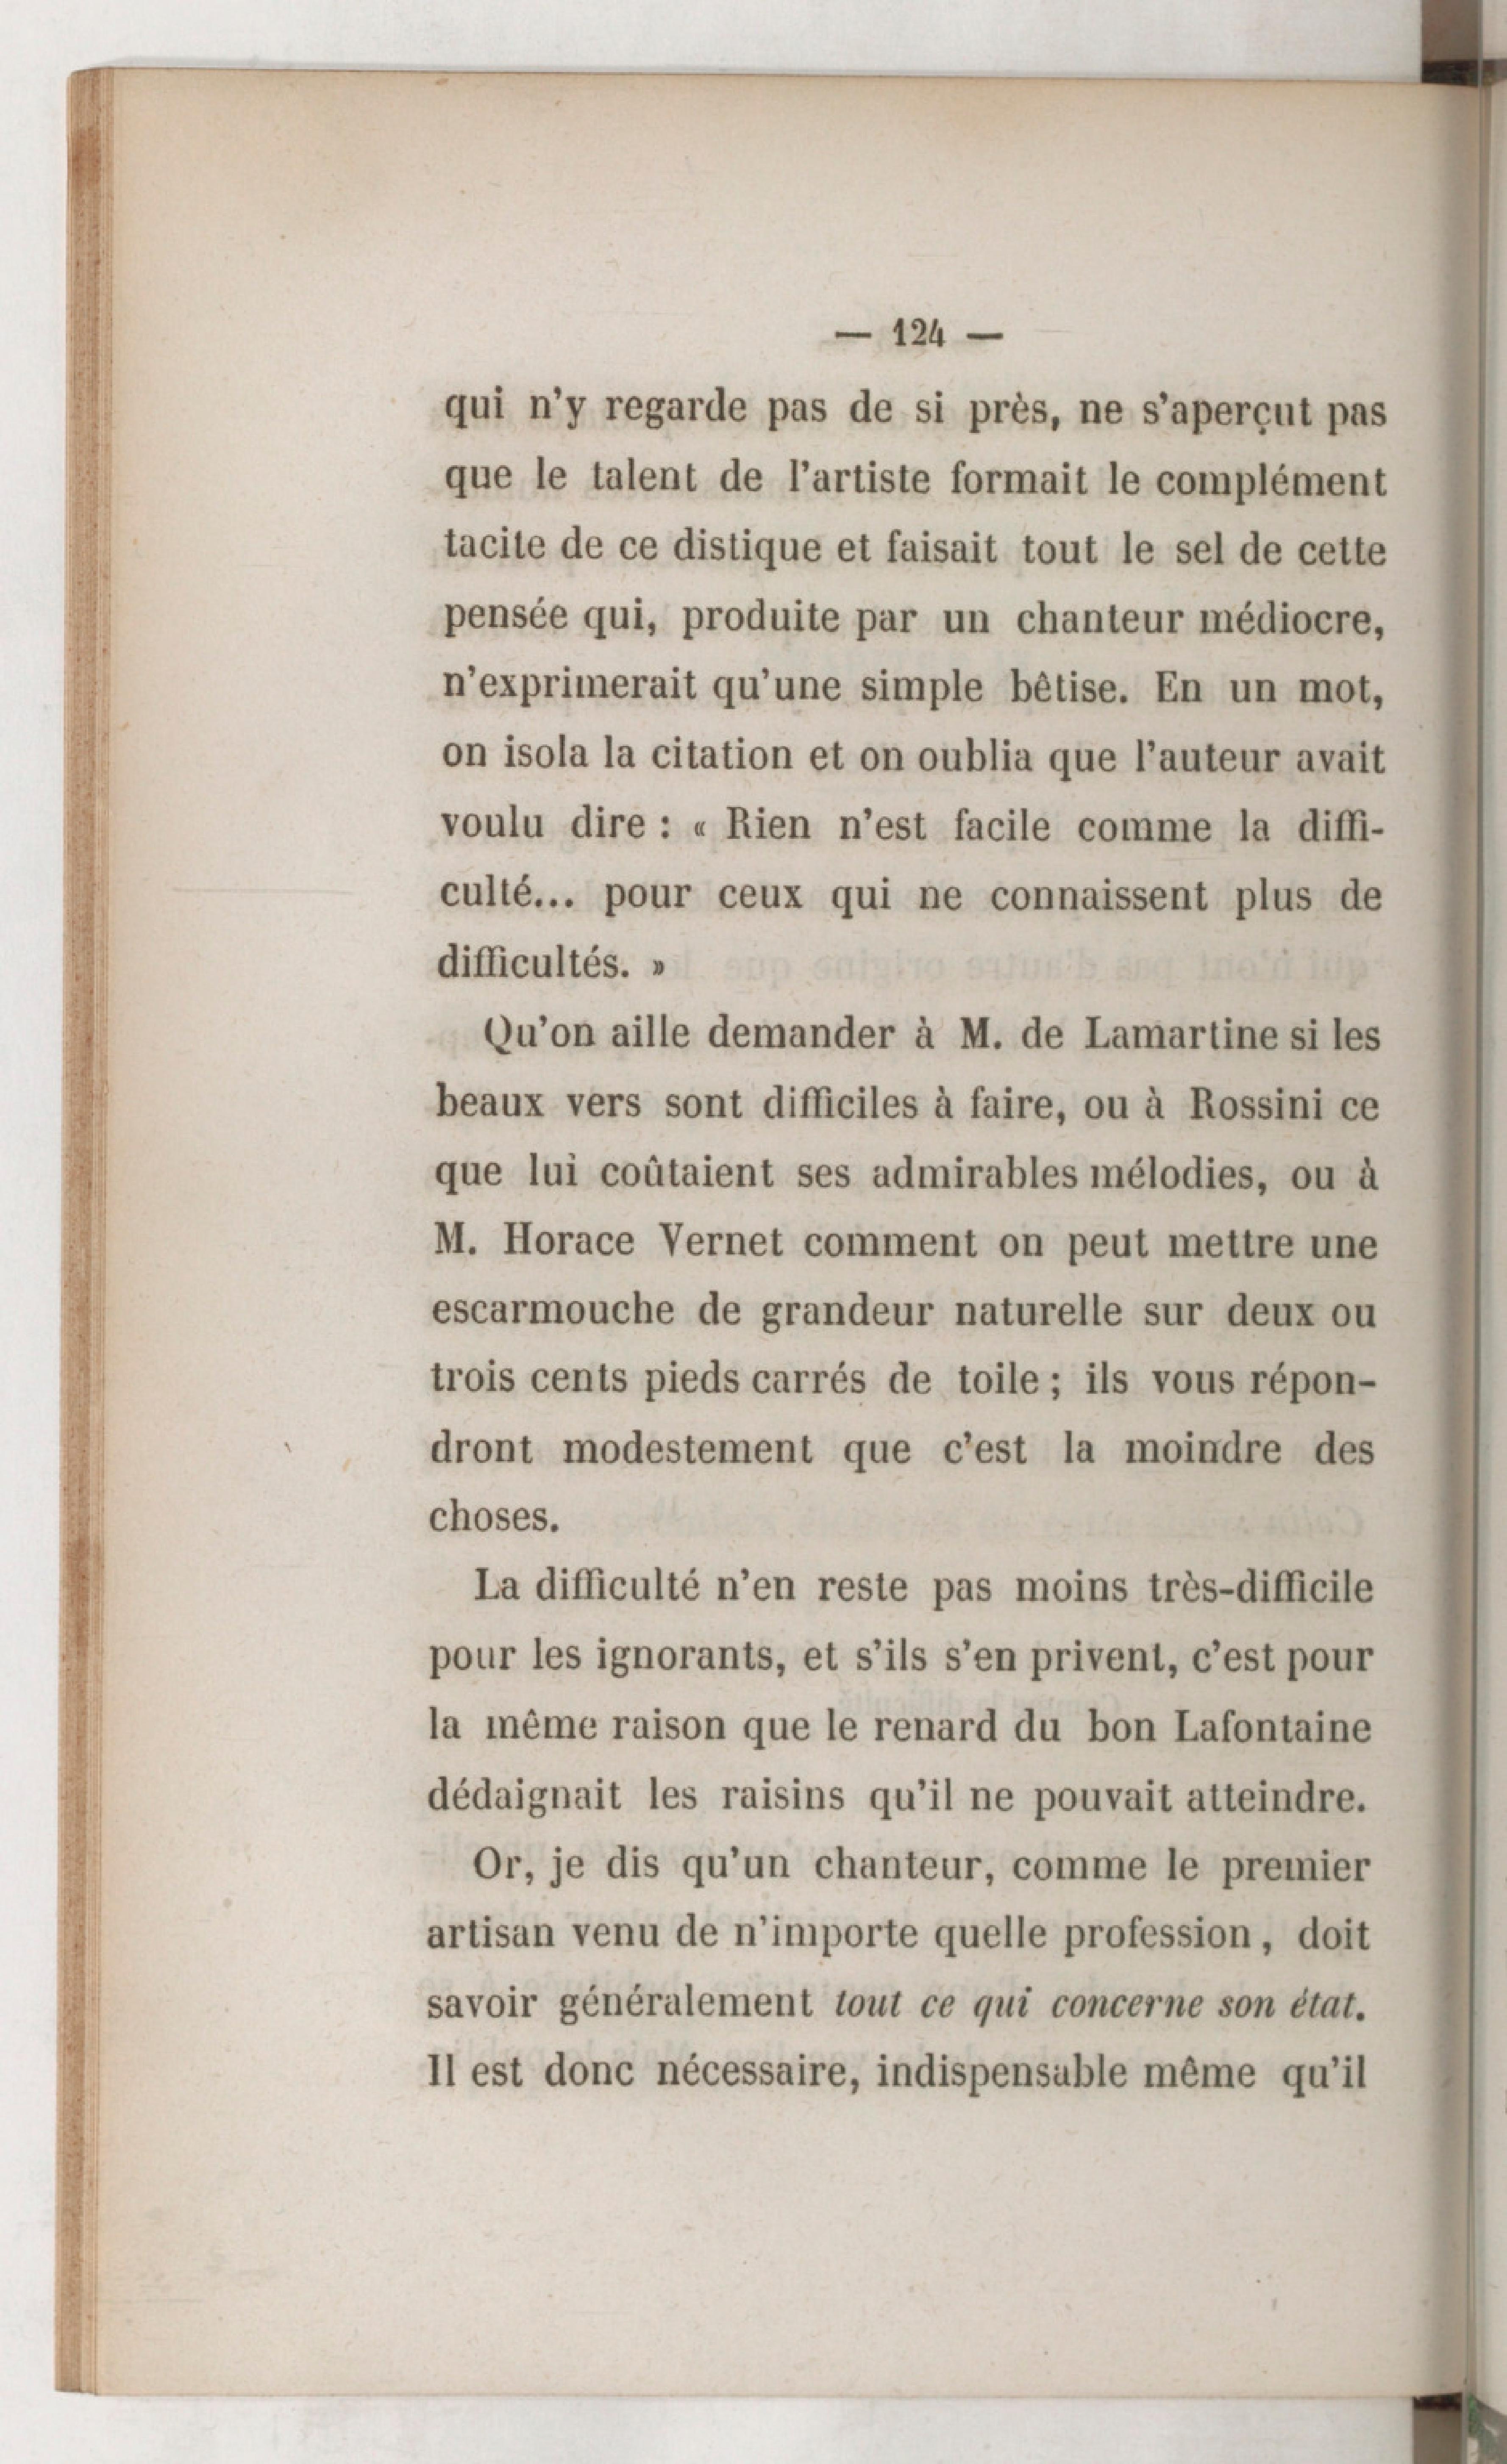 — 124 —
qui n'y regarde pas de si près, ne s'aperçut pas
que le talent de l'artiste formait le complément
tacite de ce distique et faisait tout le sel de cette
pensée qui, produite par un chanteur médiocre,
n'exprimerait qu'une simple bêtise. En un mot,
on isola la citation et on oublia que l'auteur avait
voulu dire : « Rien n'est facile comme la diffi-
culté... pour ceux qui ne connaissent plus de
difficultés. »
Qu'on aille demander à M. de Lamartine si les
beaux vers sont difficiles à faire, ou à Rossini ce
que lui coûtaient ses admirables mélodies, ou à
M. Horace Vernet comment on peut mettre une
escarmouche de grandeur naturelle sur deux ou
trois cents pieds carrés de toile ; ils vous répon-
dront modestement que c'est la moindre des
choses.
La difficulté n'en reste pas moins très-difficile
pour les ignorants, et s'ils s'en privent, c'est pour
la même raison que le renard du bon Lafontaine
dédaignait les raisins qu'il ne pouvait atteindre.
Or, je dis qu'un chanteur, comme le premier
artisan venu de n'importe quelle profession, doit
savoir généralement tout ce qui concerne son état.
Il est donc nécessaire, indispensable même qu'il